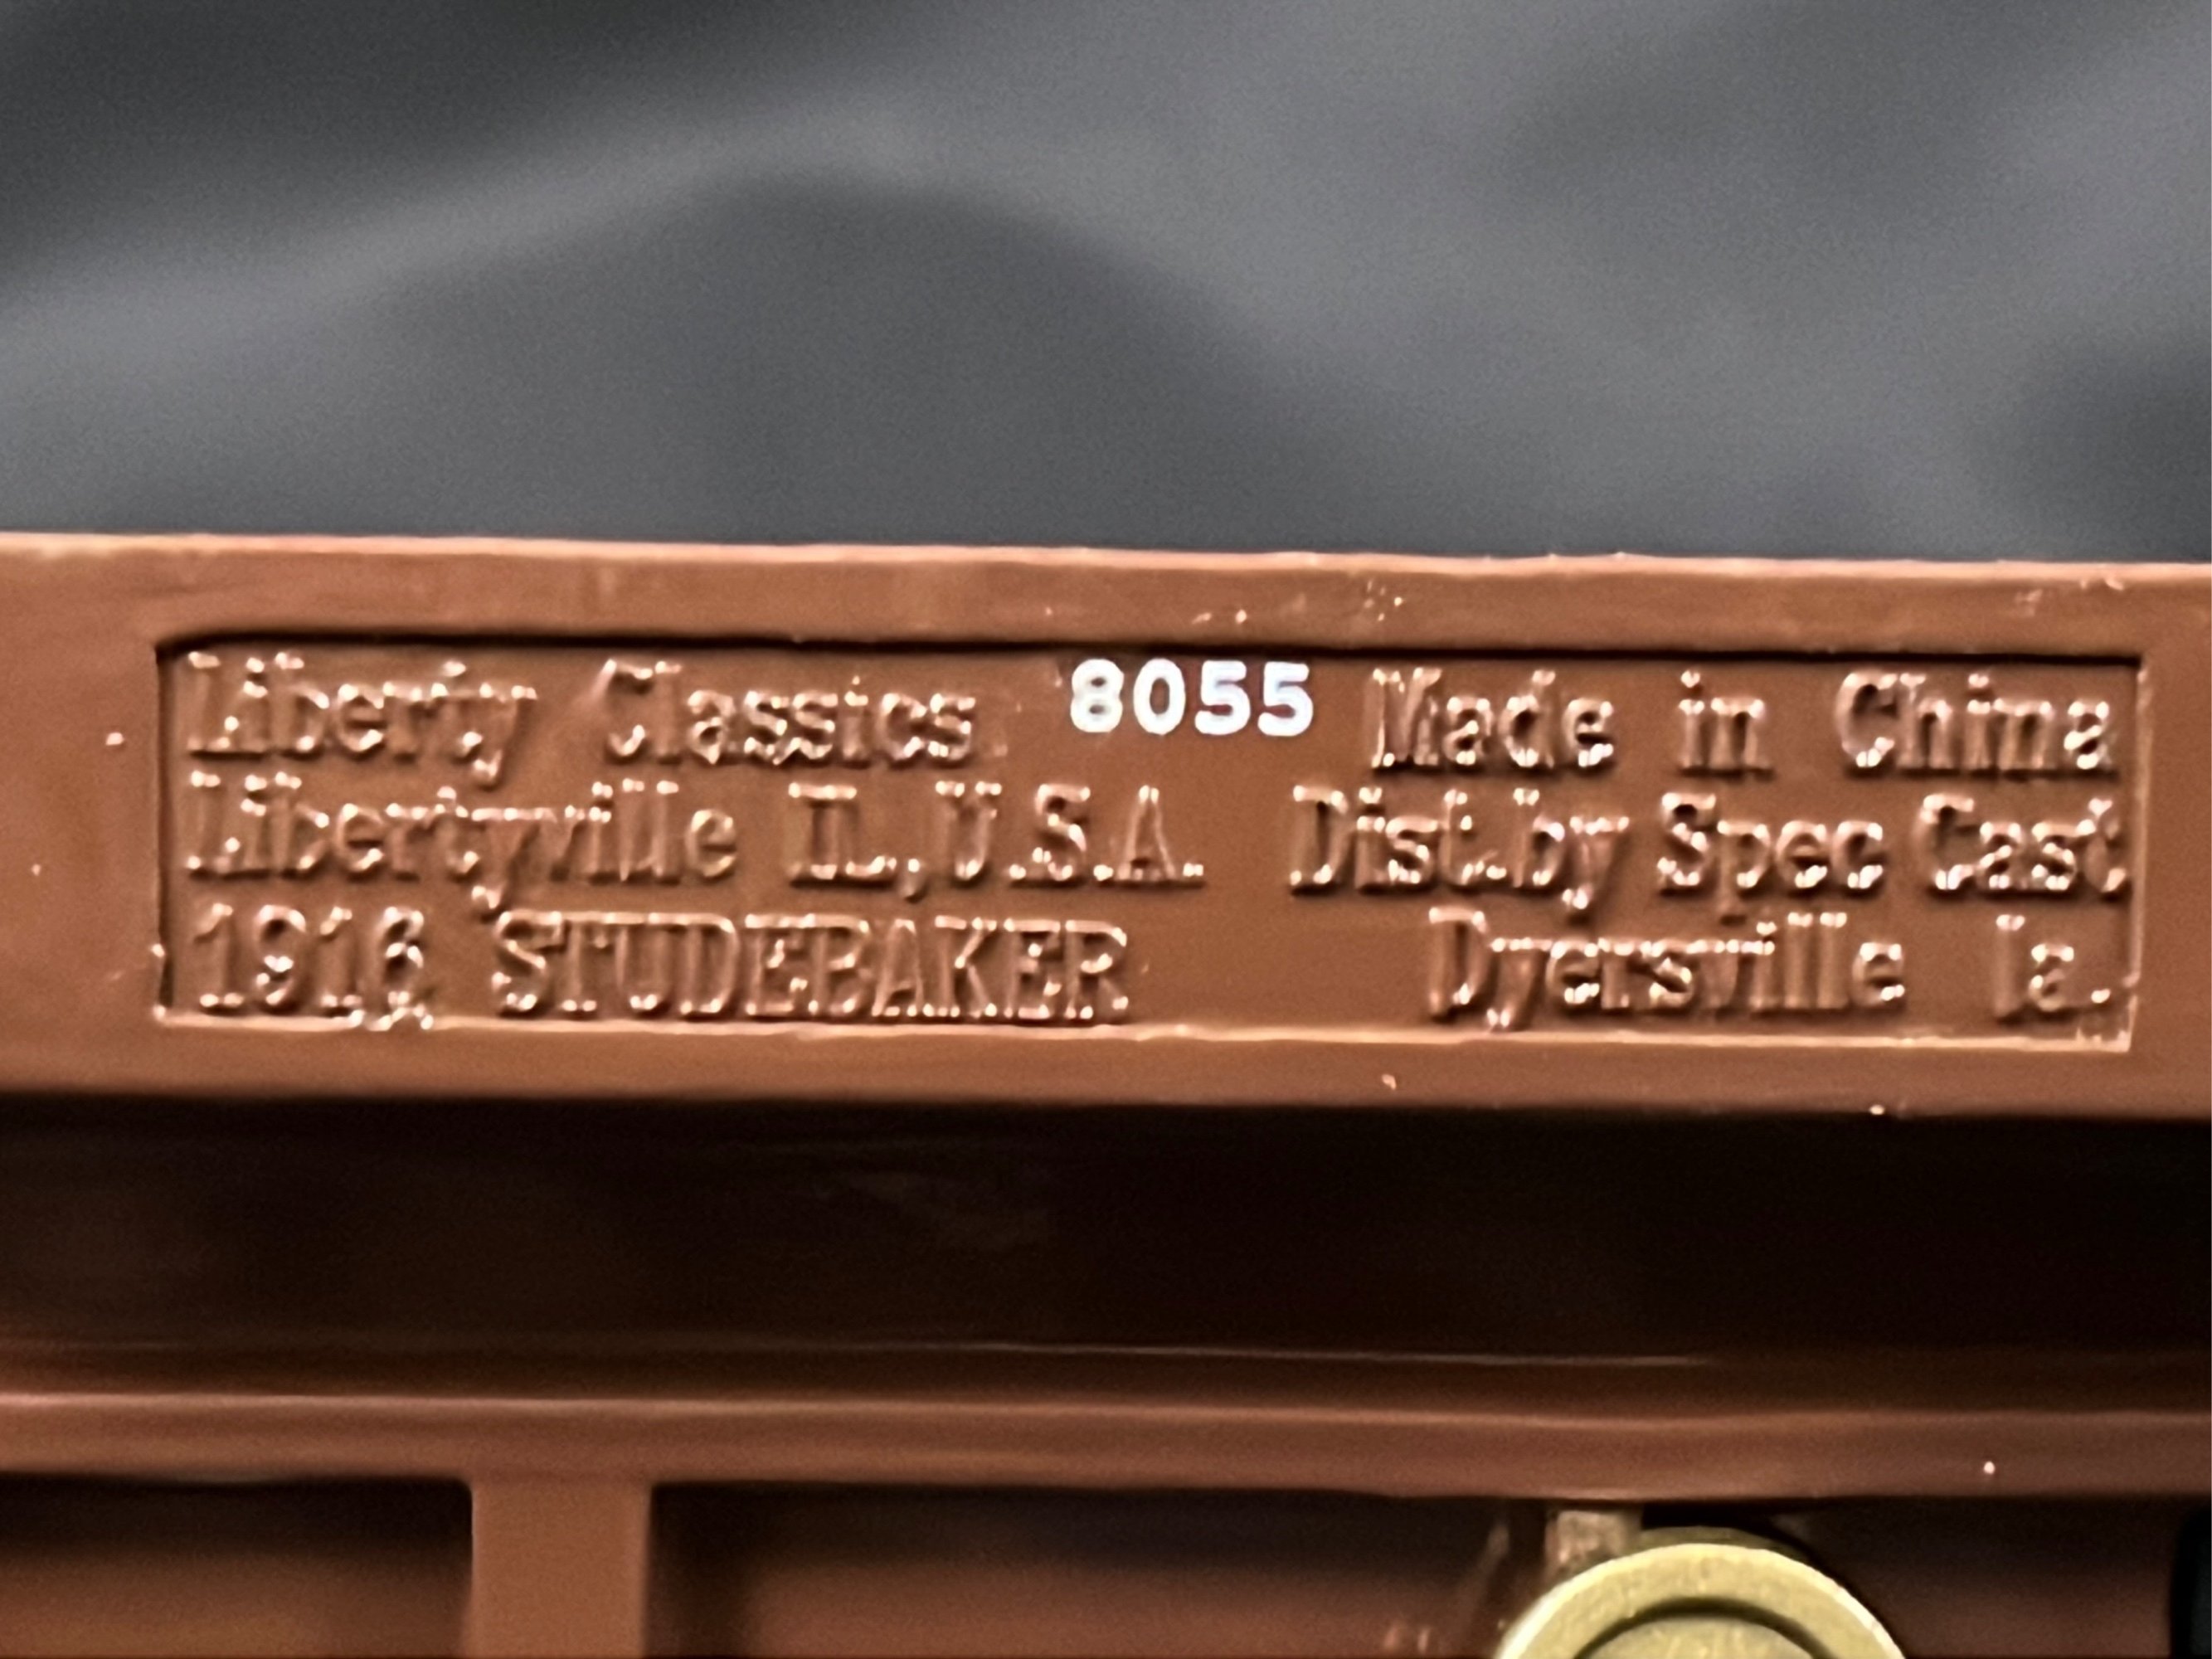 Liberty Classics 8055 Made in China
Libertyville IL,U.S.A. Dist.by Spec Cast
1916 STUDEBAKER Dyersville Ia.